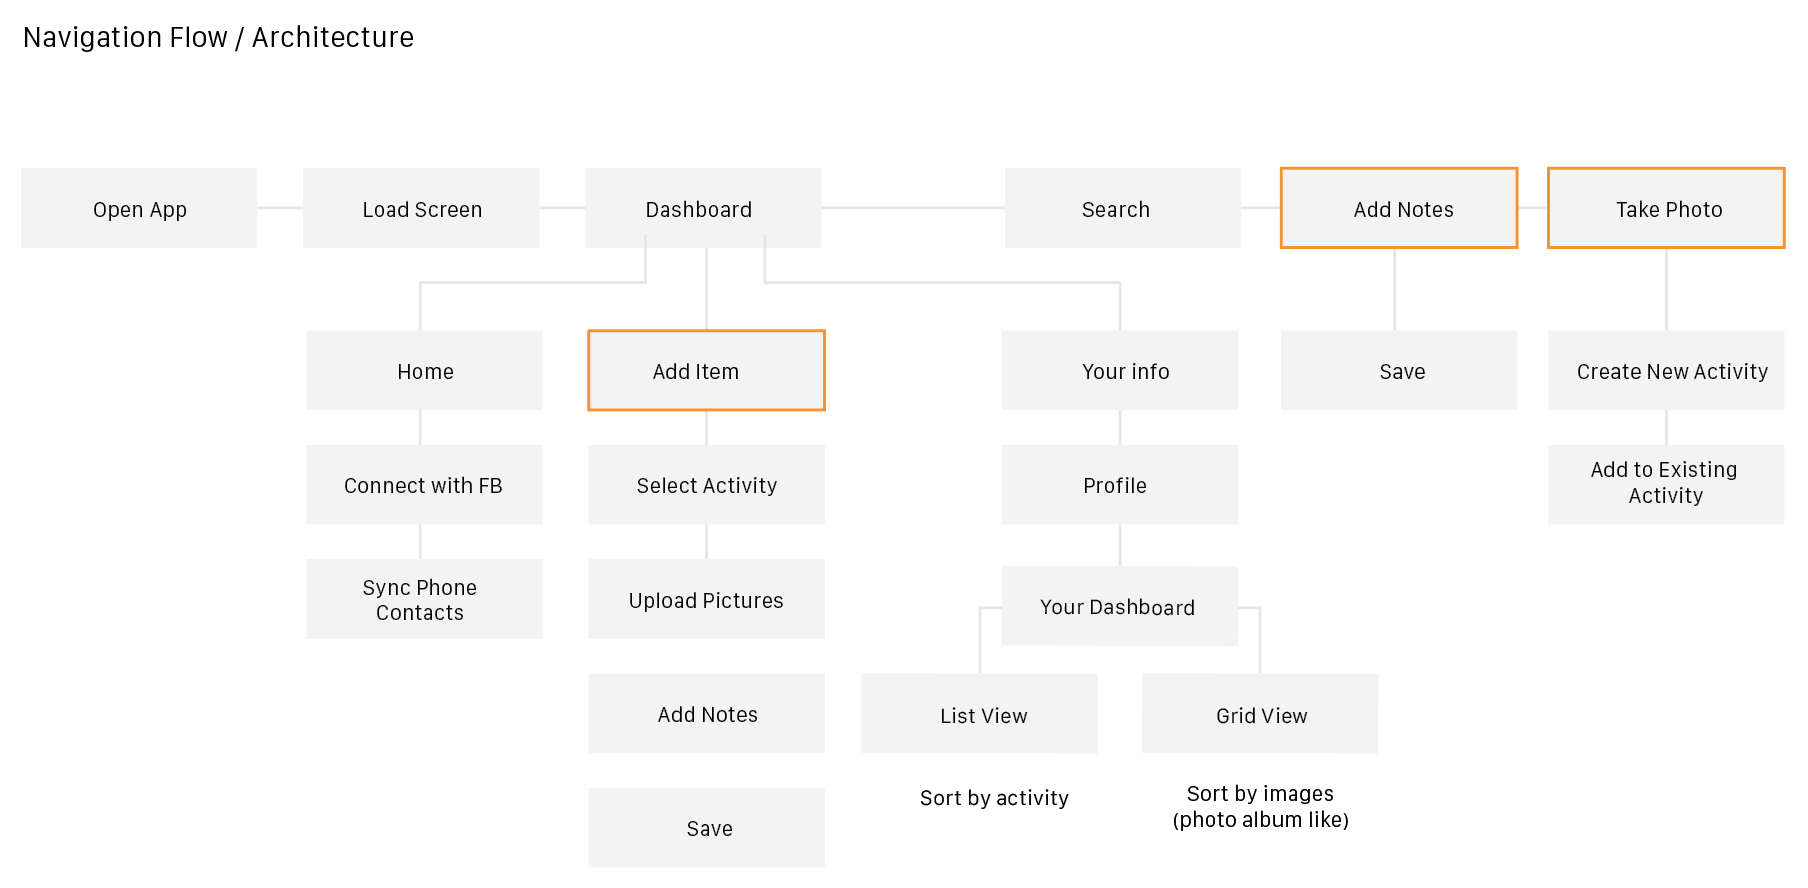 Navigation Flow / Architecture
Open App
Load Screen
Dashboard
Search
Add Notes
Take Photo
Home
Add Item
Your info
Save
Create New Activity
Connect with FB
Select Activity
Profile
Add to Existing
Activity
Sync Phone
Contacts
Upload Pictures
Your Dashboard
Add Notes
List View
Grid View
Sort by activity
Sort by images
(photo album like)
Save